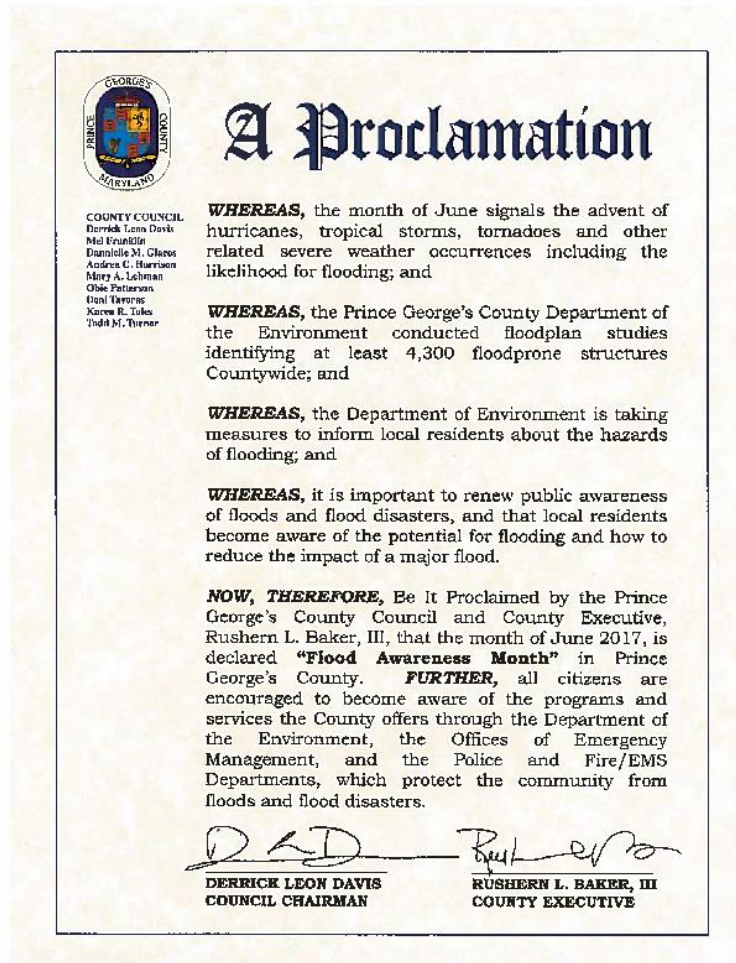 GEORGE'S
PRINCE
COUNTY
MARYLAND
A Proclamation
COUNTY COUNCIL
Derrick Leon Davis
Mel Franklin
Dannielle M. Glaros
Andrea C. Harrison
Mary A. Lehman
Obie Patterson
Deni Taveras
Karen R. Toles
Todd M. Turner
WHEREAS, the month of June signals the advent of
hurricanes, tropical storms, tornadoes and other
related severe weather occurrences including the
likelihood for flooding; and
WHEREAS, the Prince George's County Department of
the Environment conducted floodplan studies
identifying at least 4,300 floodprone structures
Countywide; and
WHEREAS, the Department of Environment is taking
measures to inform local residents about the hazards
of flooding; and
WHEREAS, it is important to renew public awareness
of floods and flood disasters, and that local residents
become aware of the potential for flooding and how to
reduce the impact of a major flood.
NOW, THEREFORE, Be It Proclaimed by the Prince
George's County Council and County Executive,
Rushern L. Baker, III, that the month of June 2017, is
declared “Flood Awareness Month” in Prince
George's County. FURTHER, all citizens are
encouraged to become aware of the programs and
services the County offers through the Department of
the Environment, the Offices of Emergency
Management, and the Police and Fire/EMS
Departments, which protect the community from
floods and flood disasters.
DERRICK LEON DAVIS
COUNCIL CHAIRMAN
RUSHERN L. BAKER, III
COUNTY EXECUTIVE